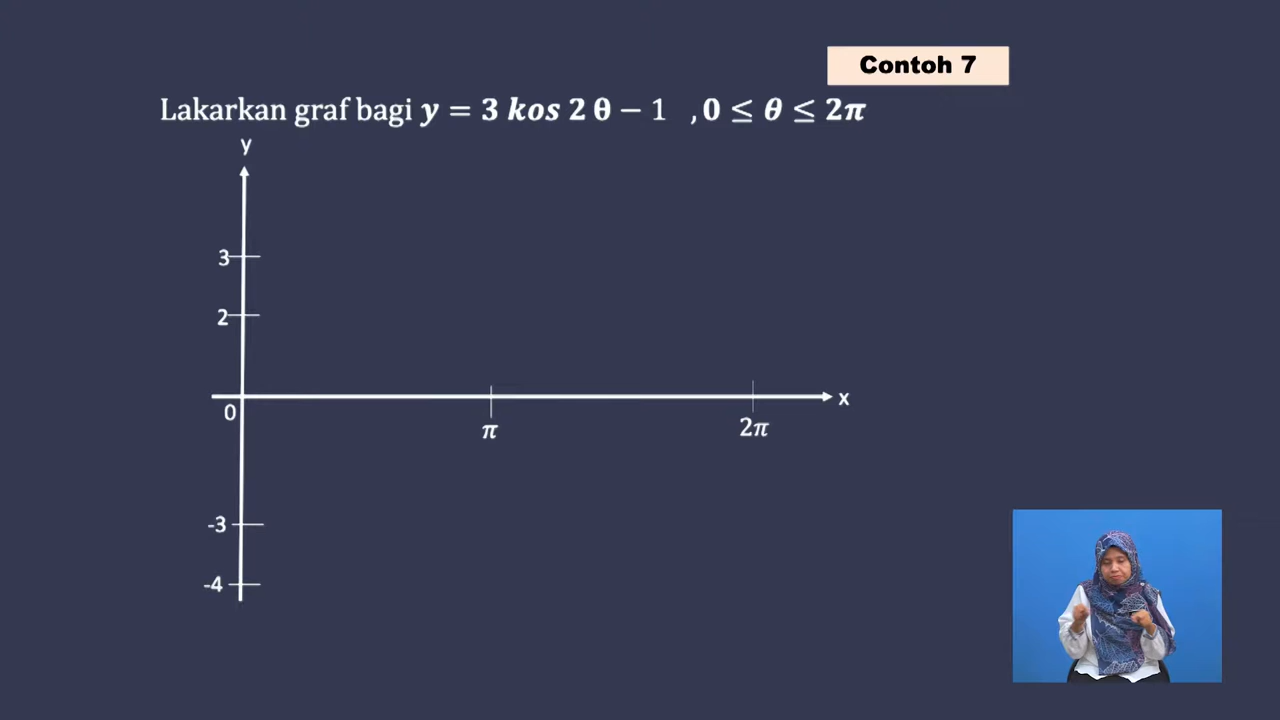 Contoh 7
Lakarkan graf bagi y = 3 kos 2 θ − 1 , 0 ≤ θ ≤ 2π
y
3
2
0
π
2π
x
-3
-4